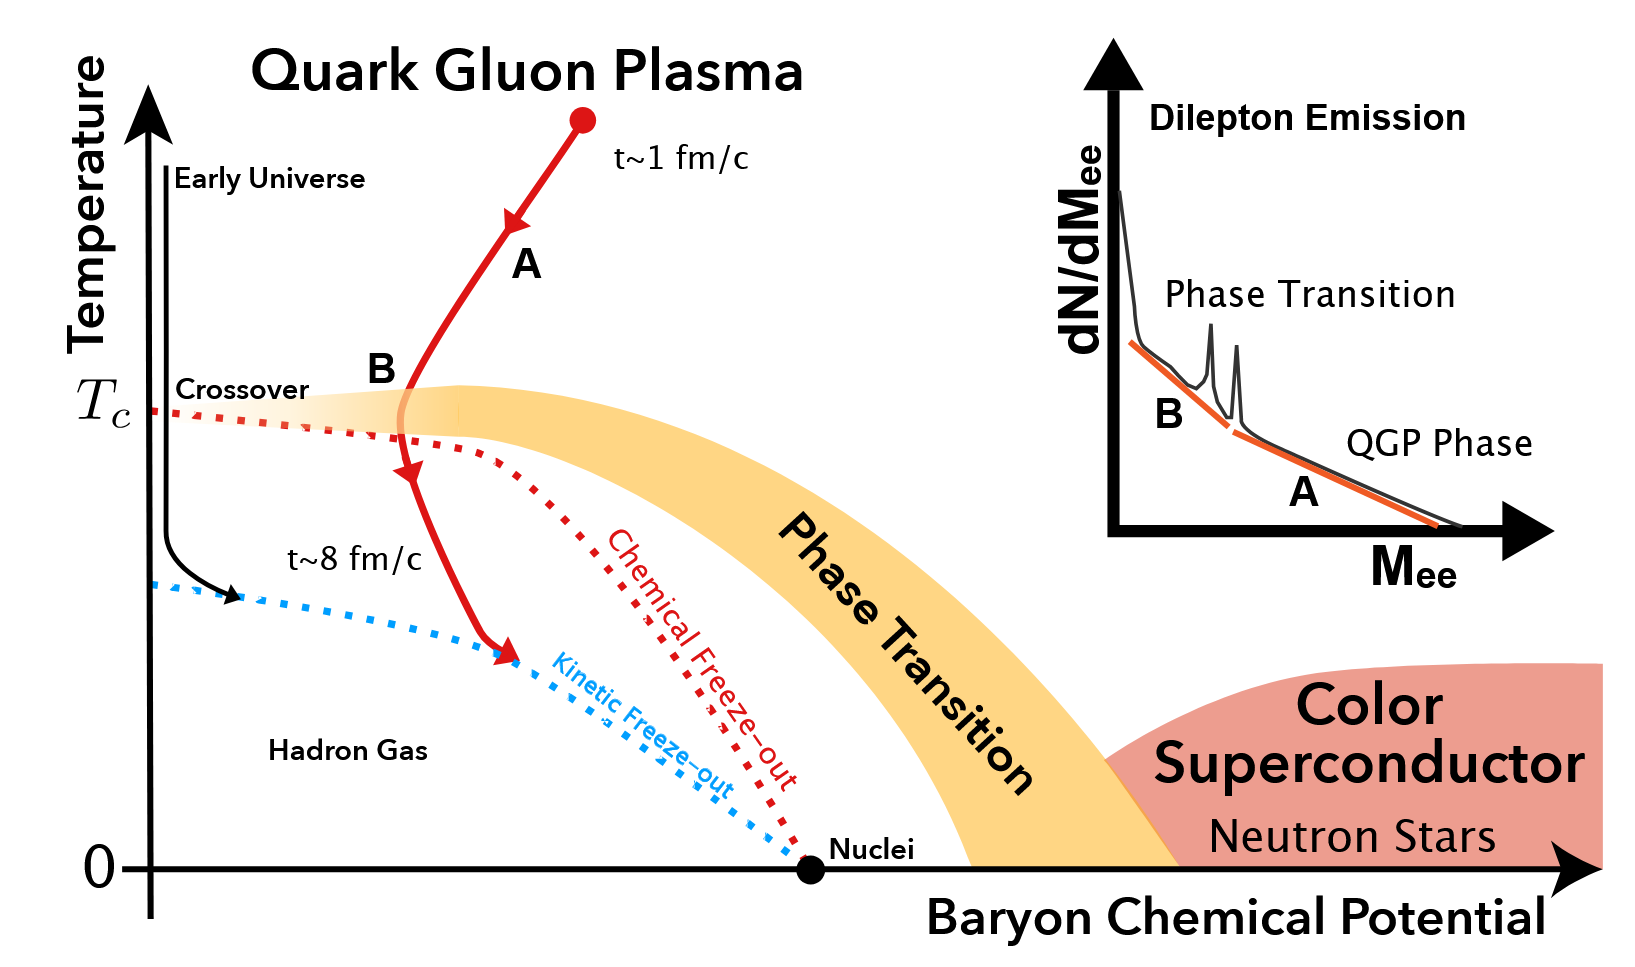 Quark Gluon Plasma
Temperature
Early Universe
t~1 fm/c
A
B
Crossover
Tc
t~8 fm/c
Chemical Freeze-out
Kinetic Freeze-out
Phase Transition
Hadron Gas
Nuclei
0
Color
Superconductor
Neutron Stars
Baryon Chemical Potential
Dilepton Emission
dN/dMee
Phase Transition
B
QGP Phase
A
Mee